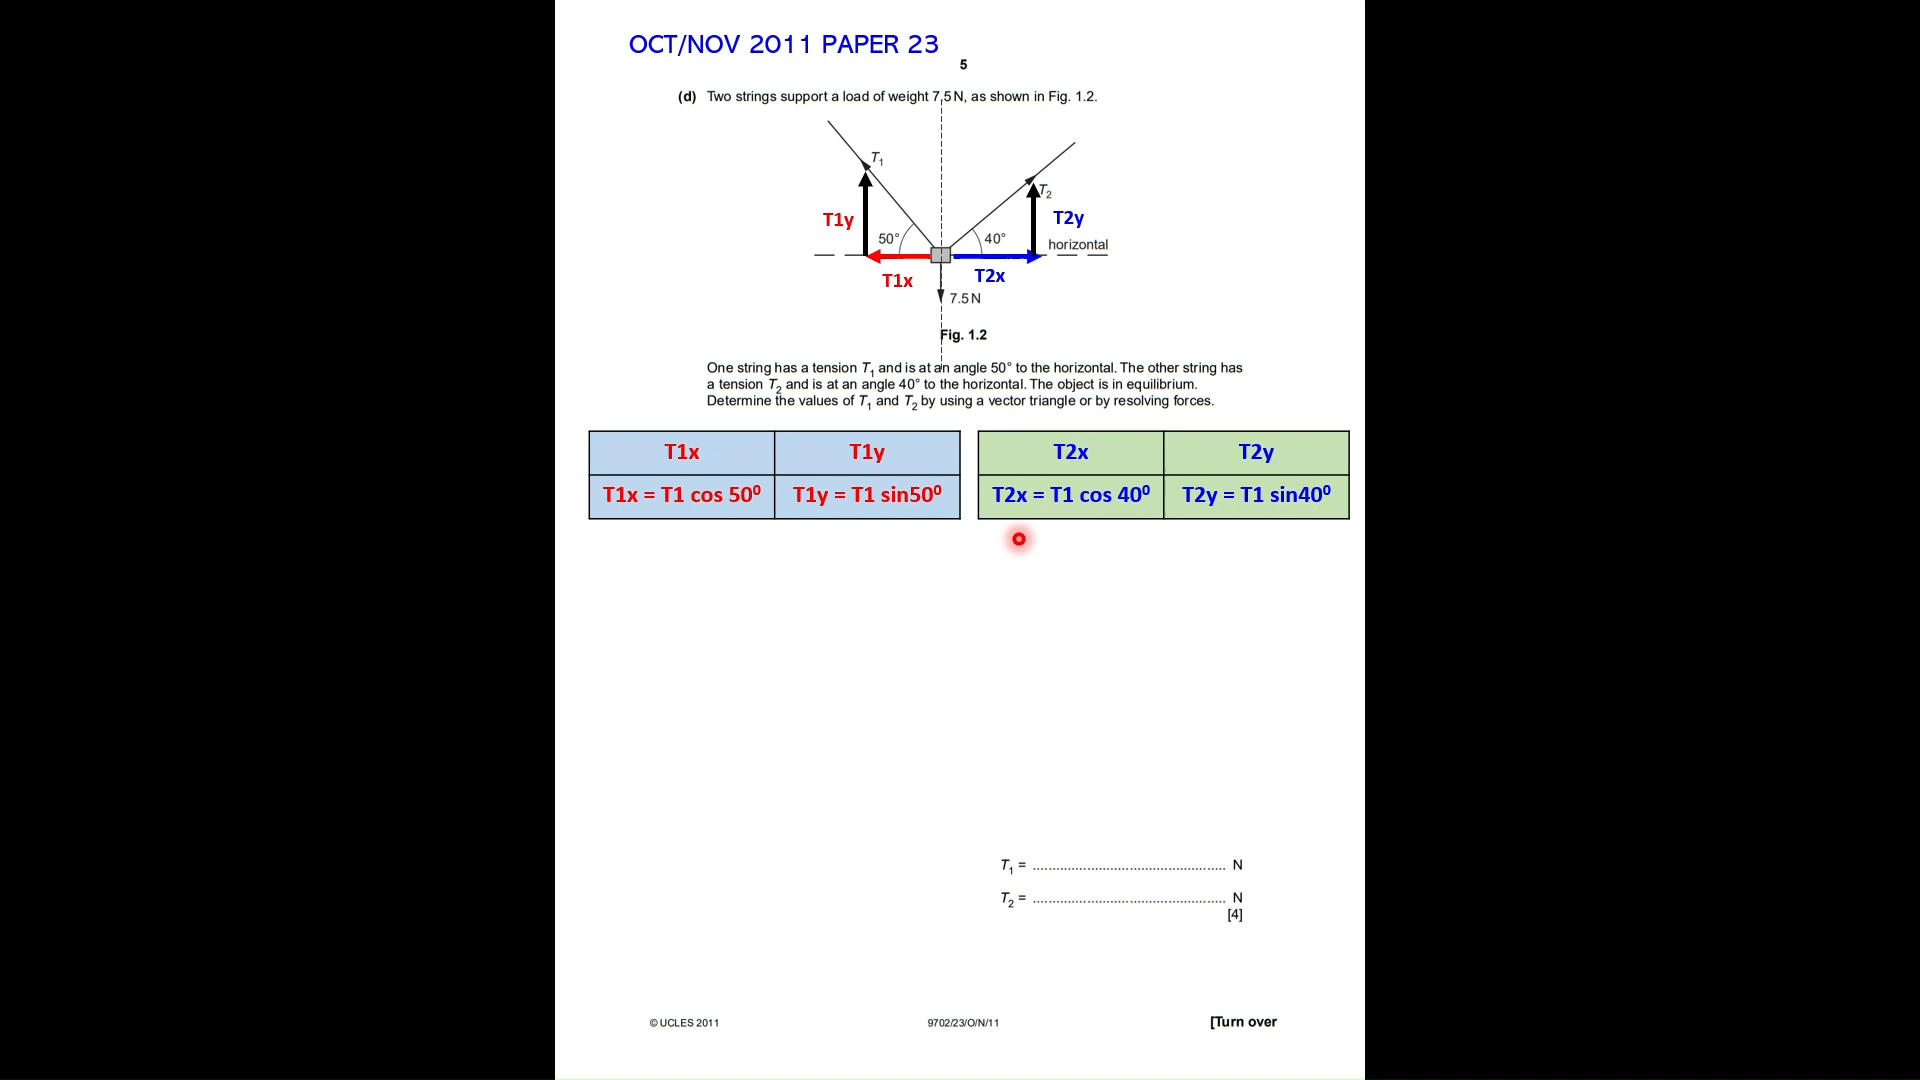 OCT/NOV 2011 PAPER 23
5
(d) Two strings support a load of weight 7.5 N, as shown in Fig. 1.2.
T1
T2
T1y
T2y
50°
40°
horizontal
T1x
T2x
7.5 N
Fig. 1.2
One string has a tension T1 and is at an angle 50° to the horizontal. The other string has
a tension T2 and is at an angle 40° to the horizontal. The object is in equilibrium.
Determine the values of T1 and T2 by using a vector triangle or by resolving forces.
T1x T1y T2x T2y
T1x = T1 cos 50⁰ T1y = T1 sin50⁰ T2x = T1 cos 40⁰ T2y = T1 sin40⁰
T1 = ................................................. N
T2 = ................................................. N
[4]
© UCLES 2011 9702/23/O/N/11 [Turn over